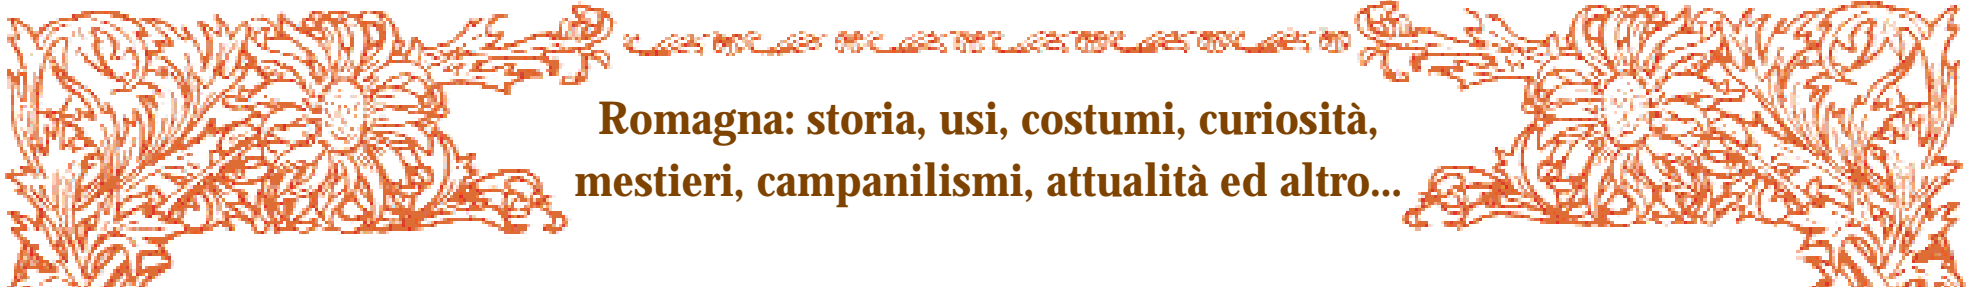 Romagna: storia, usi, costumi, curiosità,
mestieri, campanilismi, attualità ed altro...